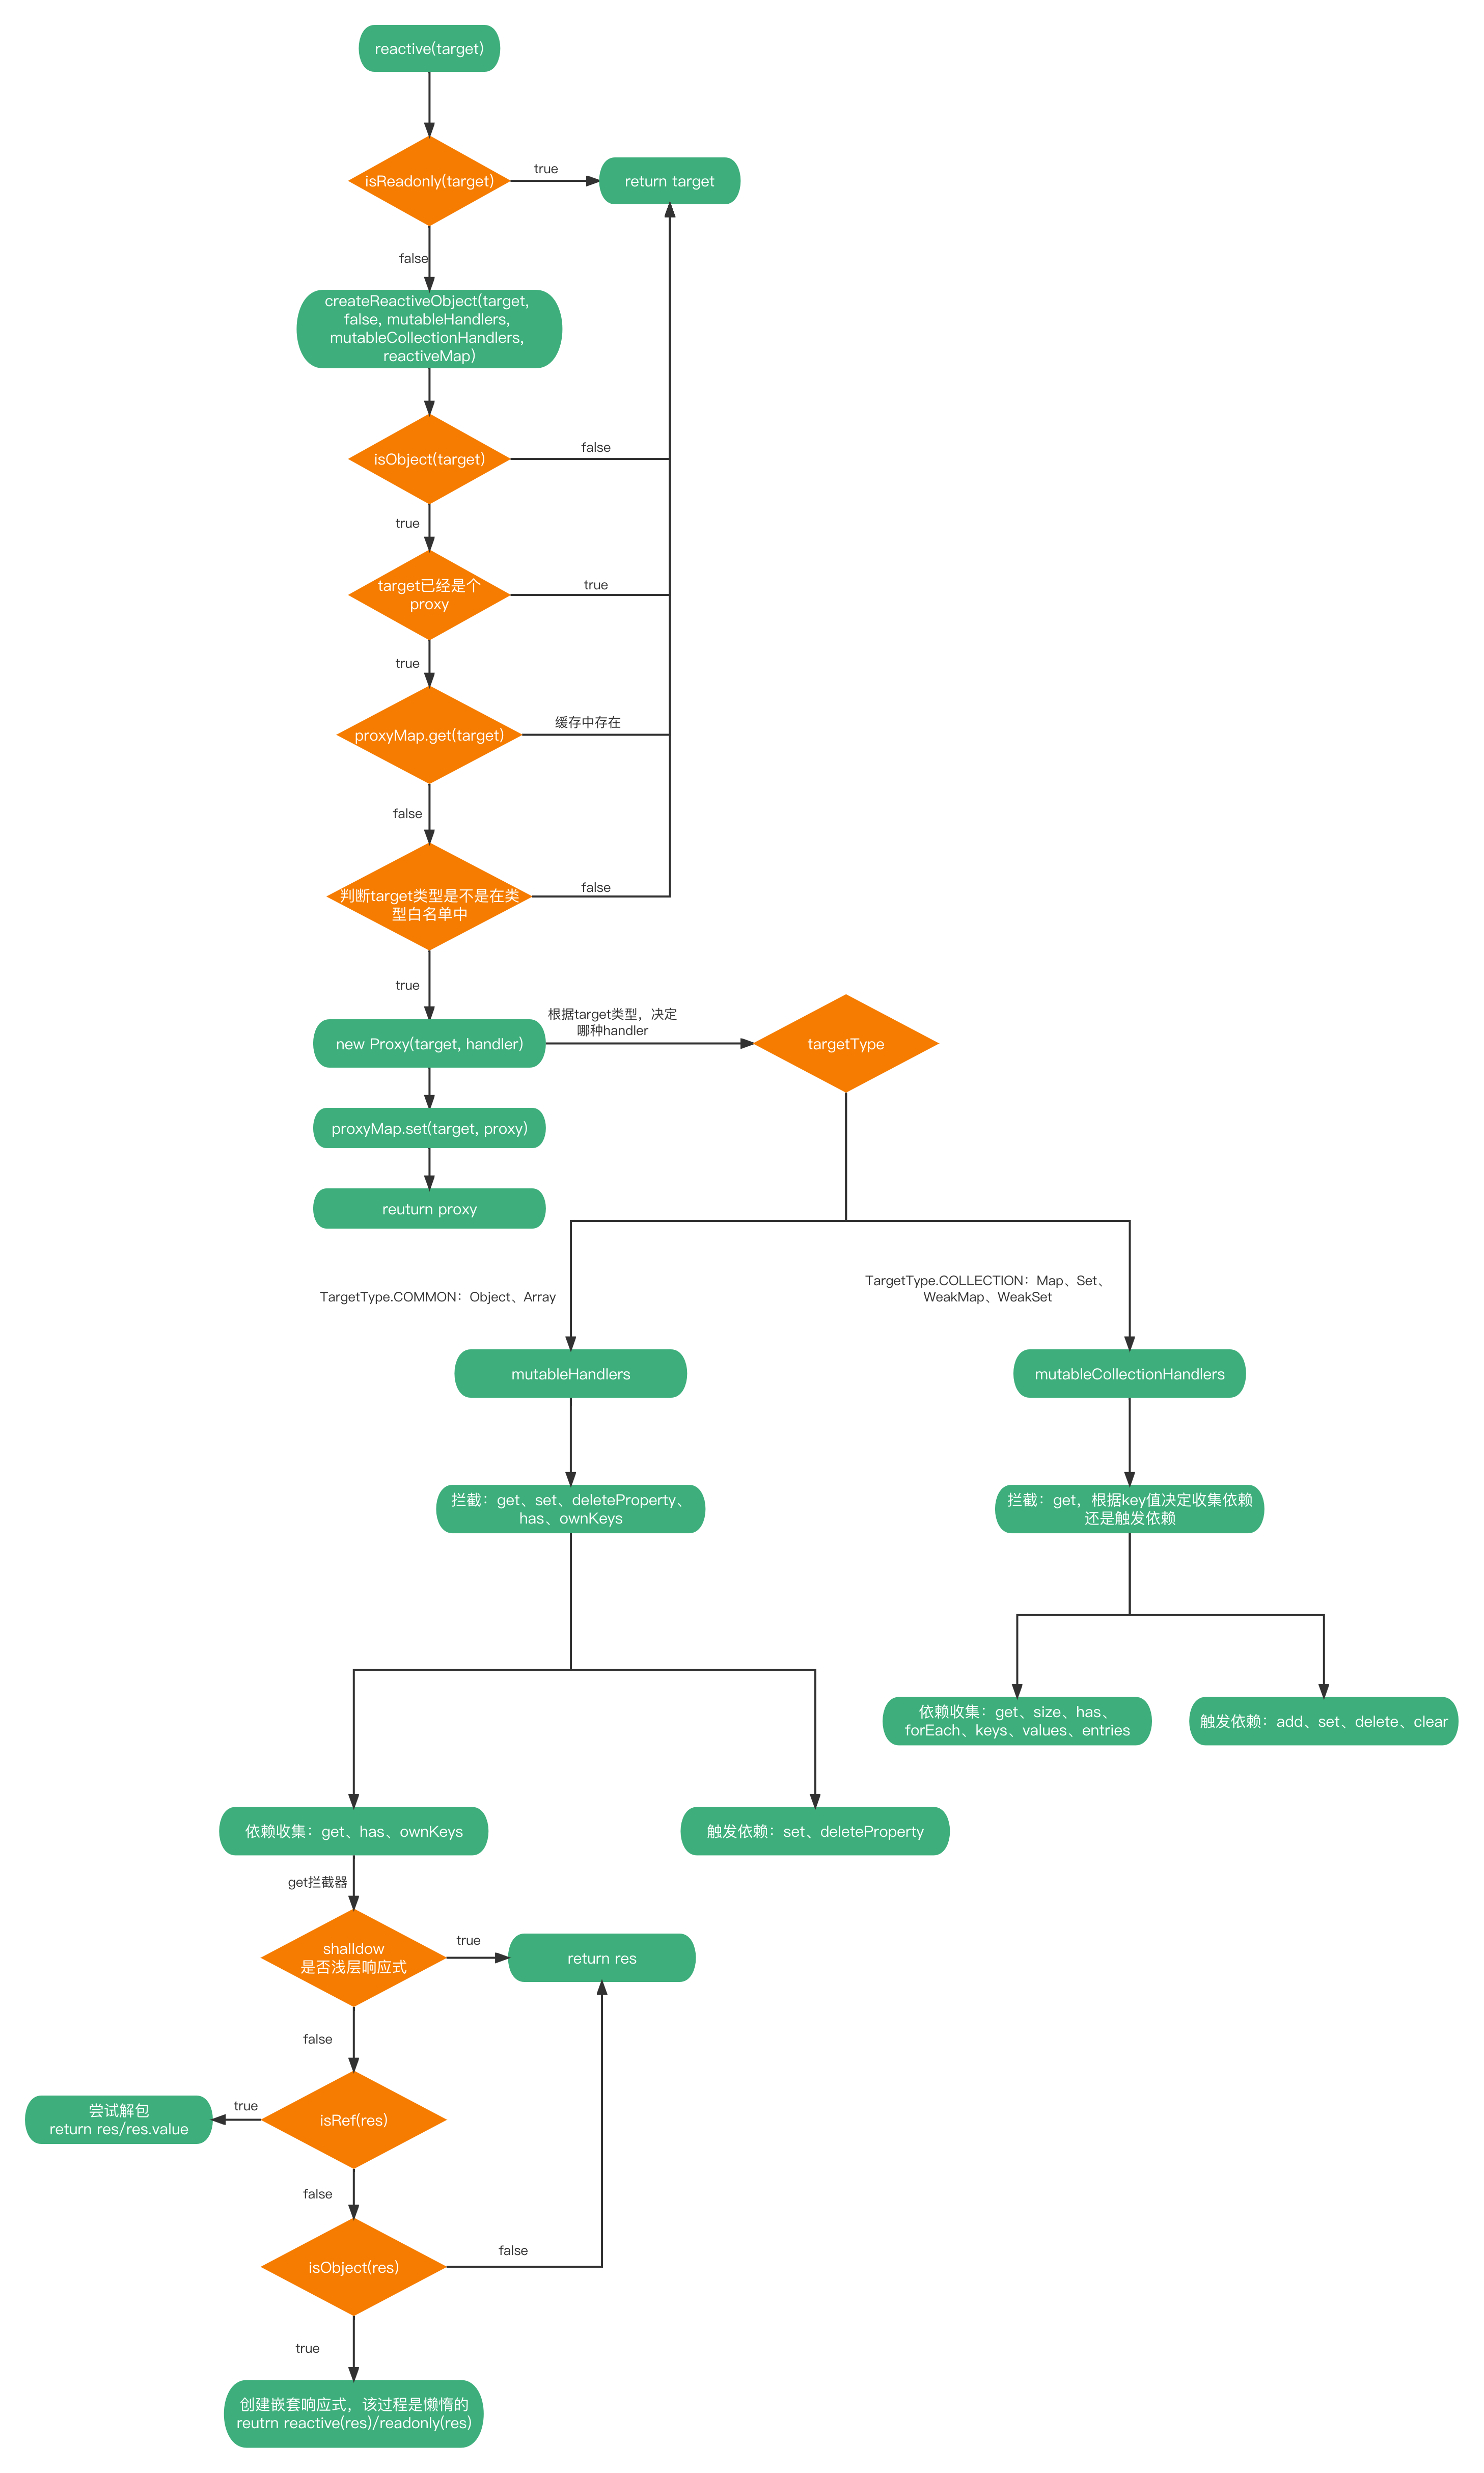 reactive(target)
isReadonly(target)
true
return target
false
createReactiveObject(target,
false, mutableHandlers,
mutableCollectionHandlers,
reactiveMap)
isObject(target)
false
true
target已经是个
proxy
true
true
proxyMap.get(target)
缓存中存在
false
判断target类型是不是在类
型白名单中
false
true
new Proxy(target, handler)
根据target类型，决定
哪种handler
targetType
proxyMap.set(target, proxy)
reuturn proxy
TargetType.COMMON：Object、Array
TargetType.COLLECTION：Map、Set、
WeakMap、WeakSet
mutableHandlers
mutableCollectionHandlers
拦截：get、set、deleteProperty、
has、ownKeys
拦截：get，根据key值决定收集依赖
还是触发依赖
依赖收集：get、size、has、
forEach、keys、values、entries
触发依赖：add、set、delete、clear
依赖收集：get、has、ownKeys
触发依赖：set、deleteProperty
get拦截器
shalldow
是否浅层响应式
true
return res
false
isRef(res)
true
尝试解包
return res/res.value
false
isObject(res)
false
true
创建嵌套响应式，该过程是懒惰的
reutrn reactive(res)/readonly(res)